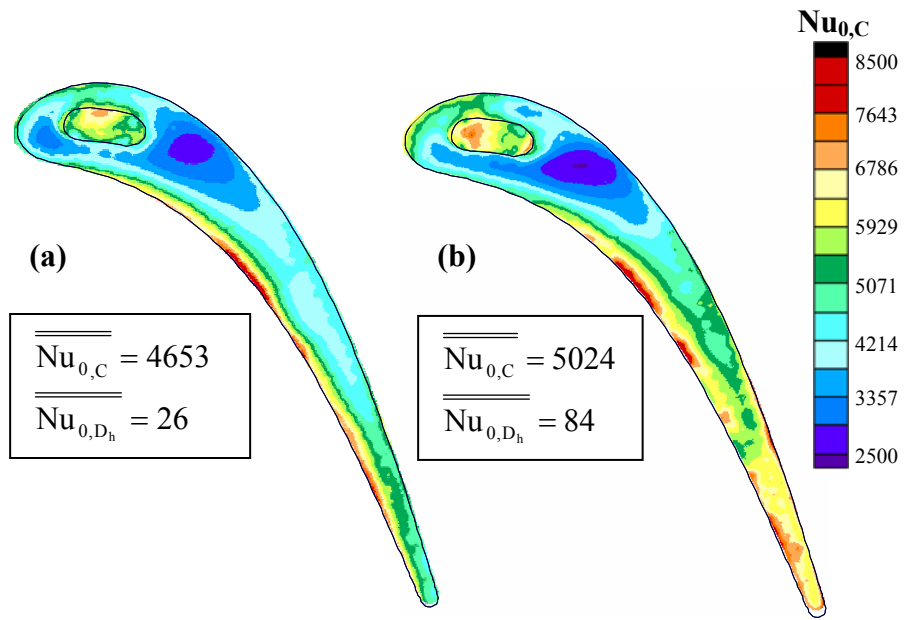 Nu0,C
8500
7643
6786
5929
5071
4214
3357
2500
(a)
Nu0,C = 4653
Nu0,Dh = 26
(b)
Nu0,C = 5024
Nu0,Dh = 84